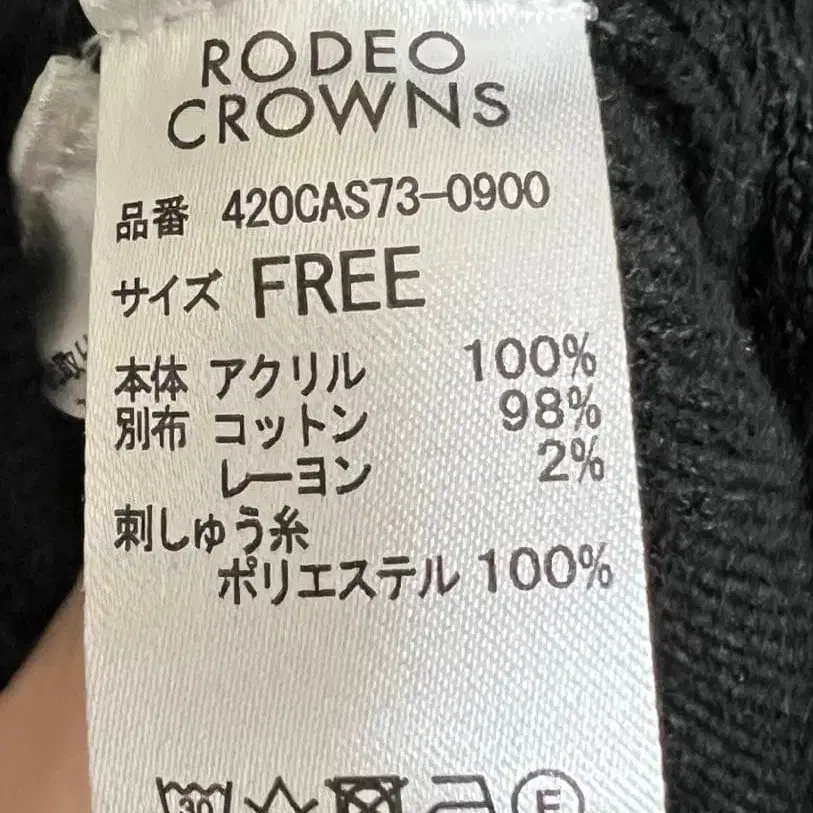 RODEO
CROWNS
品番 420CAS73-0900
サイズ FREE
本体 アクリル 100%
別布 コットン 98%
レーヨン 2%
刺しゅう糸
ポリエステル 100%
30
F